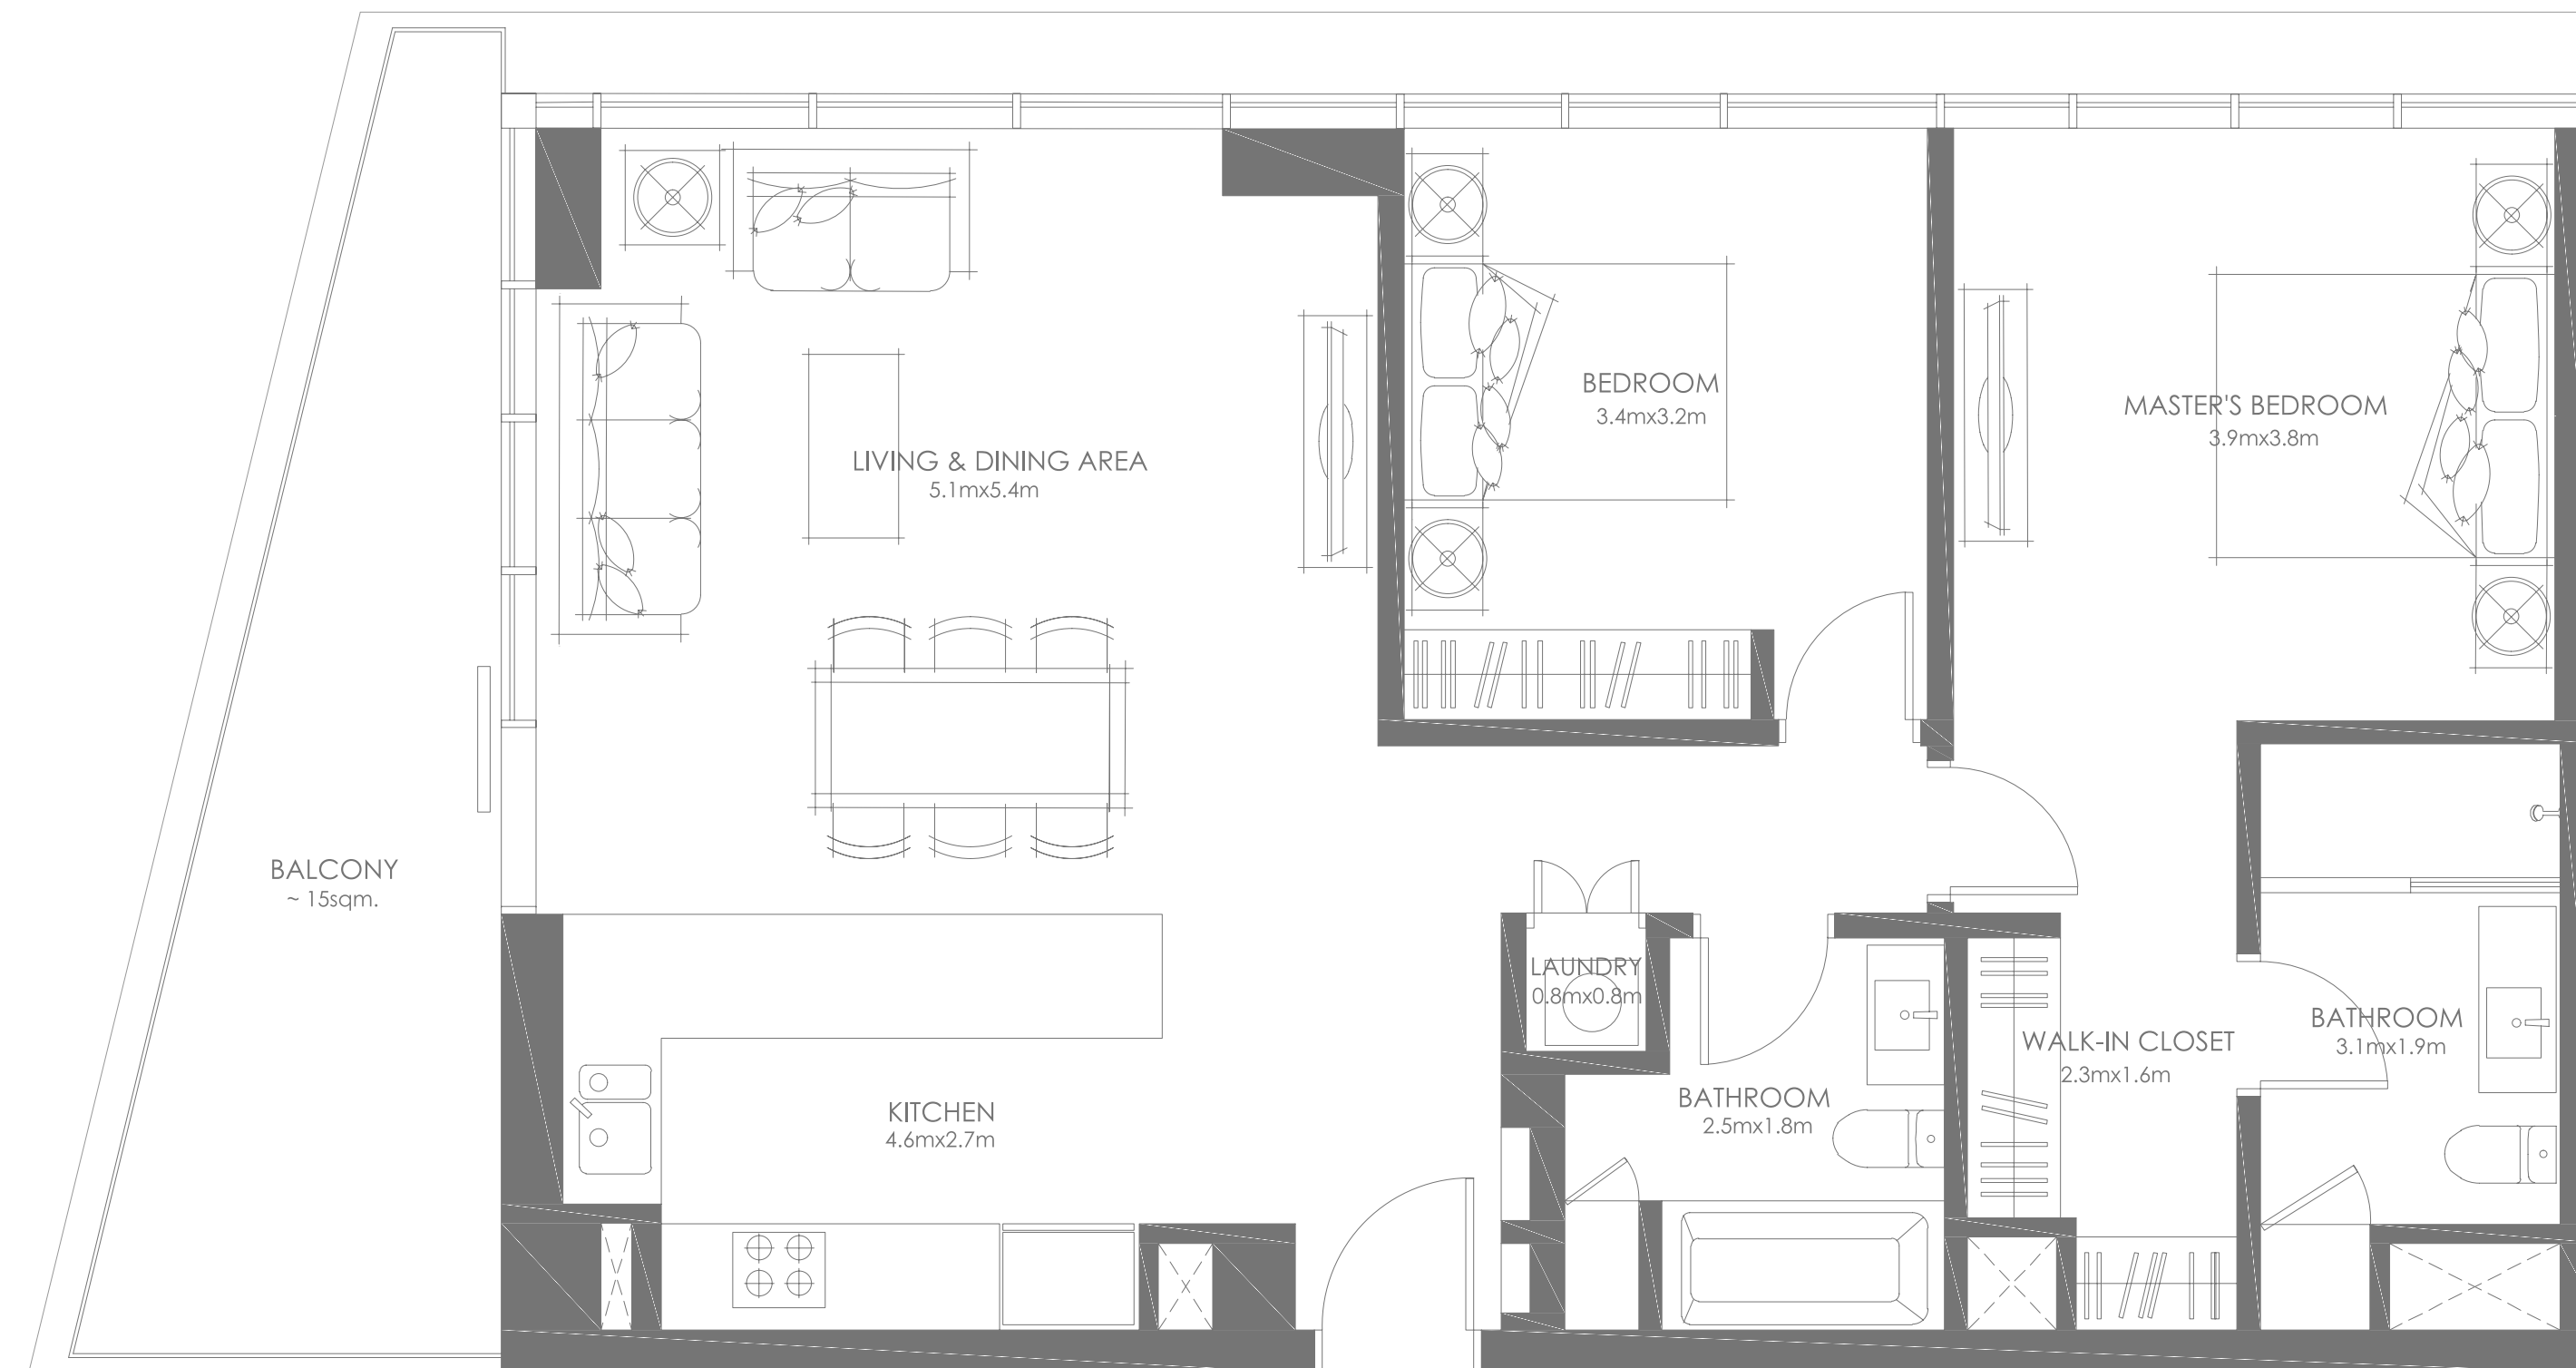 BEDROOM
3.4mx3.2m
MASTER'S BEDROOM
3.9mx3.8m
LIVING & DINING AREA
5.1mx5.4m
BALCONY
~ 15sqm.
LAUNDRY
0.8mx0.8m
KITCHEN
4.6mx2.7m
BATHROOM
2.5mx1.8m
WALK-IN CLOSET
2.3mx1.6m
BATHROOM
3.1mx1.9m